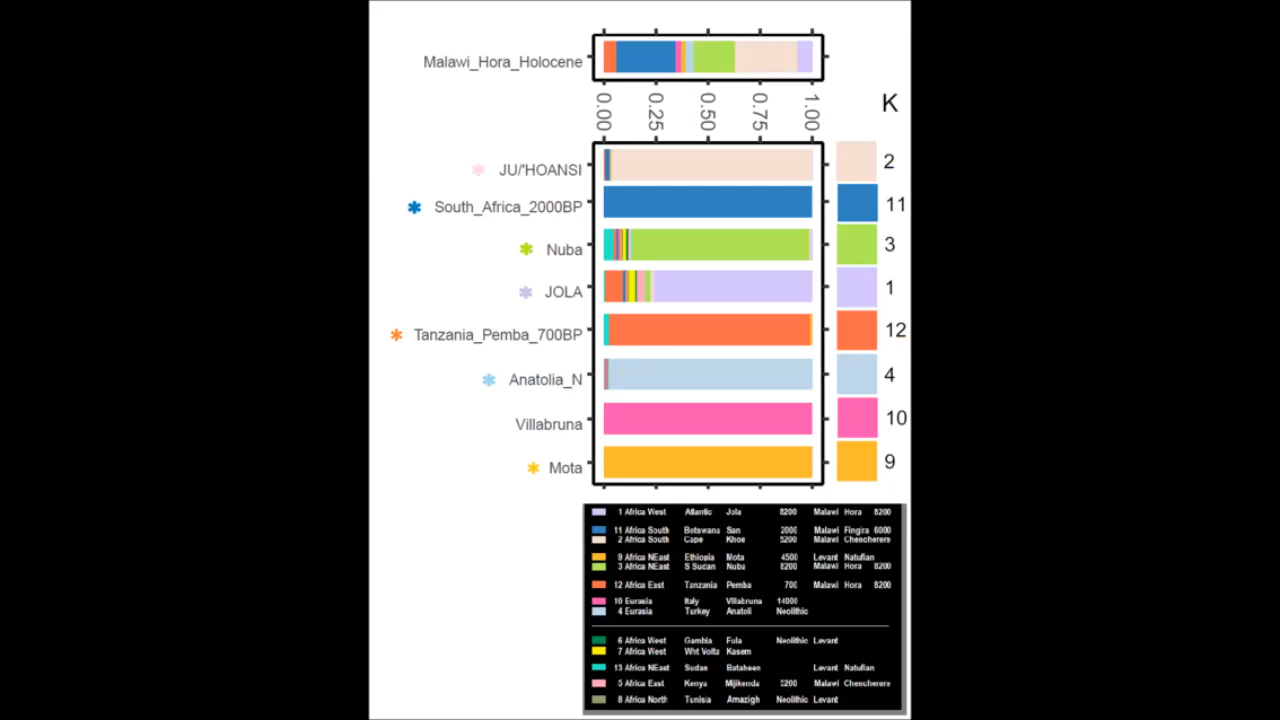 Malawi_Hora_Holocene
0.00 0.25 0.50 0.75 1.00
K
JU/'HOANSI 2
South_Africa_2000BP 11
Nuba 3
JOLA 1
Tanzania_Pemba_700BP 12
Anatolia_N 4
Villabruna 10
Mota 9
1 Africa West Atlantic Jola 8200 Malawi Hora 8200
11 Africa South Botswana San 2000 Malawi Fingira 6000
2 Africa South Cape Khoe 5200 Malawi Chencherere
9 Africa NEast Ethiopia Mota 4500 Levant Natufian
3 Africa NEast S Sudan Nuba 8200 Malawi Hora 8200
12 Africa East Tanzania Pemba 700 Malawi Hora 8200
10 Eurasia Italy Villabruna 14000
4 Eurasia Turkey Anatoli Neolithic
6 Africa West Gambia Fula Neolithic Levant
7 Africa West Wht Volta Kasem
13 Africa NEast Sudan Bataheen Levant Natufian
5 Africa East Kenya Mijikenda 5200 Malawi Chencherere
8 Africa North Tunisia Amazigh Neolithic Levant